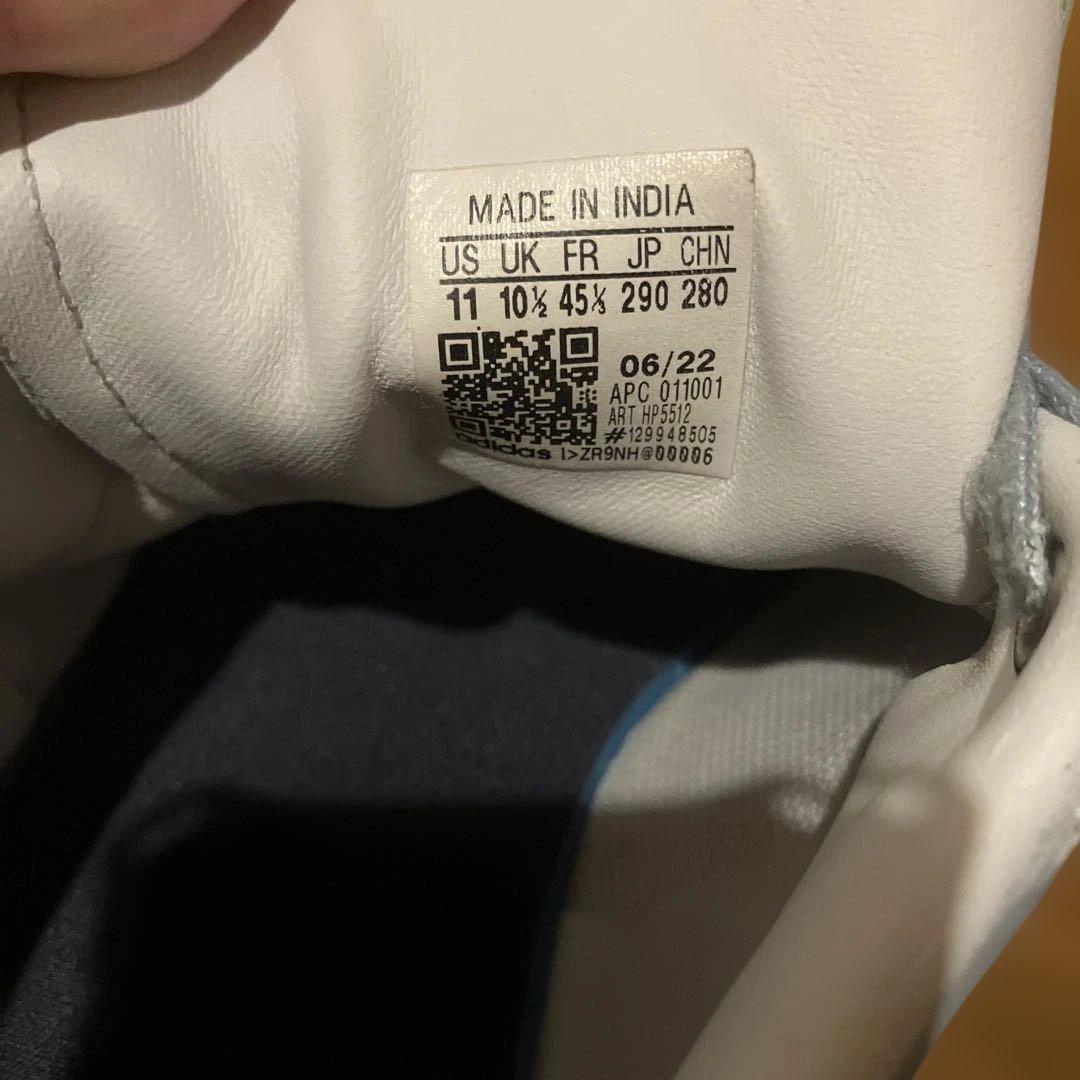 MADE IN INDIA
US UK FR JP CHN
11 10½ 45⅓ 290 280
06/22
APC 011001
ART HP5512
#129948505
adidas 1>ZR9NH@00006